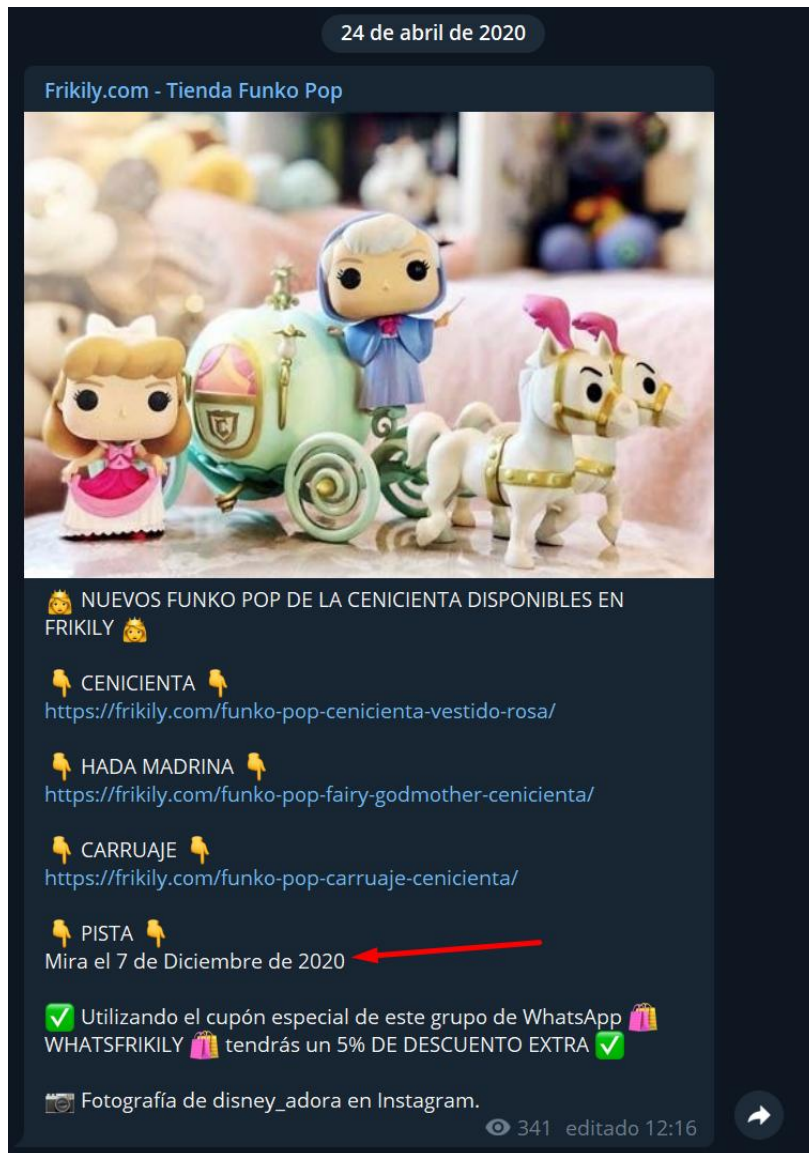 24 de abril de 2020
Frikily.com - Tienda Funko Pop
C
👸 NUEVOS FUNKO POP DE LA CENICIENTA DISPONIBLES EN
FRIKILY 👸
👇 CENICIENTA 👇
https://frikily.com/funko-pop-cenicienta-vestido-rosa/
👇 HADA MADRINA 👇
https://frikily.com/funko-pop-fairy-godmother-cenicienta/
👇 CARRUAJE 👇
https://frikily.com/funko-pop-carruaje-cenicienta/
👇 PISTA 👇
Mira el 7 de Diciembre de 2020
✅ Utilizando el cupón especial de este grupo de WhatsApp 🛍
WHATSFRIKILY 🛍 tendrás un 5% DE DESCUENTO EXTRA ✅
📷 Fotografía de disney_adora en Instagram.
341 editado 12:16